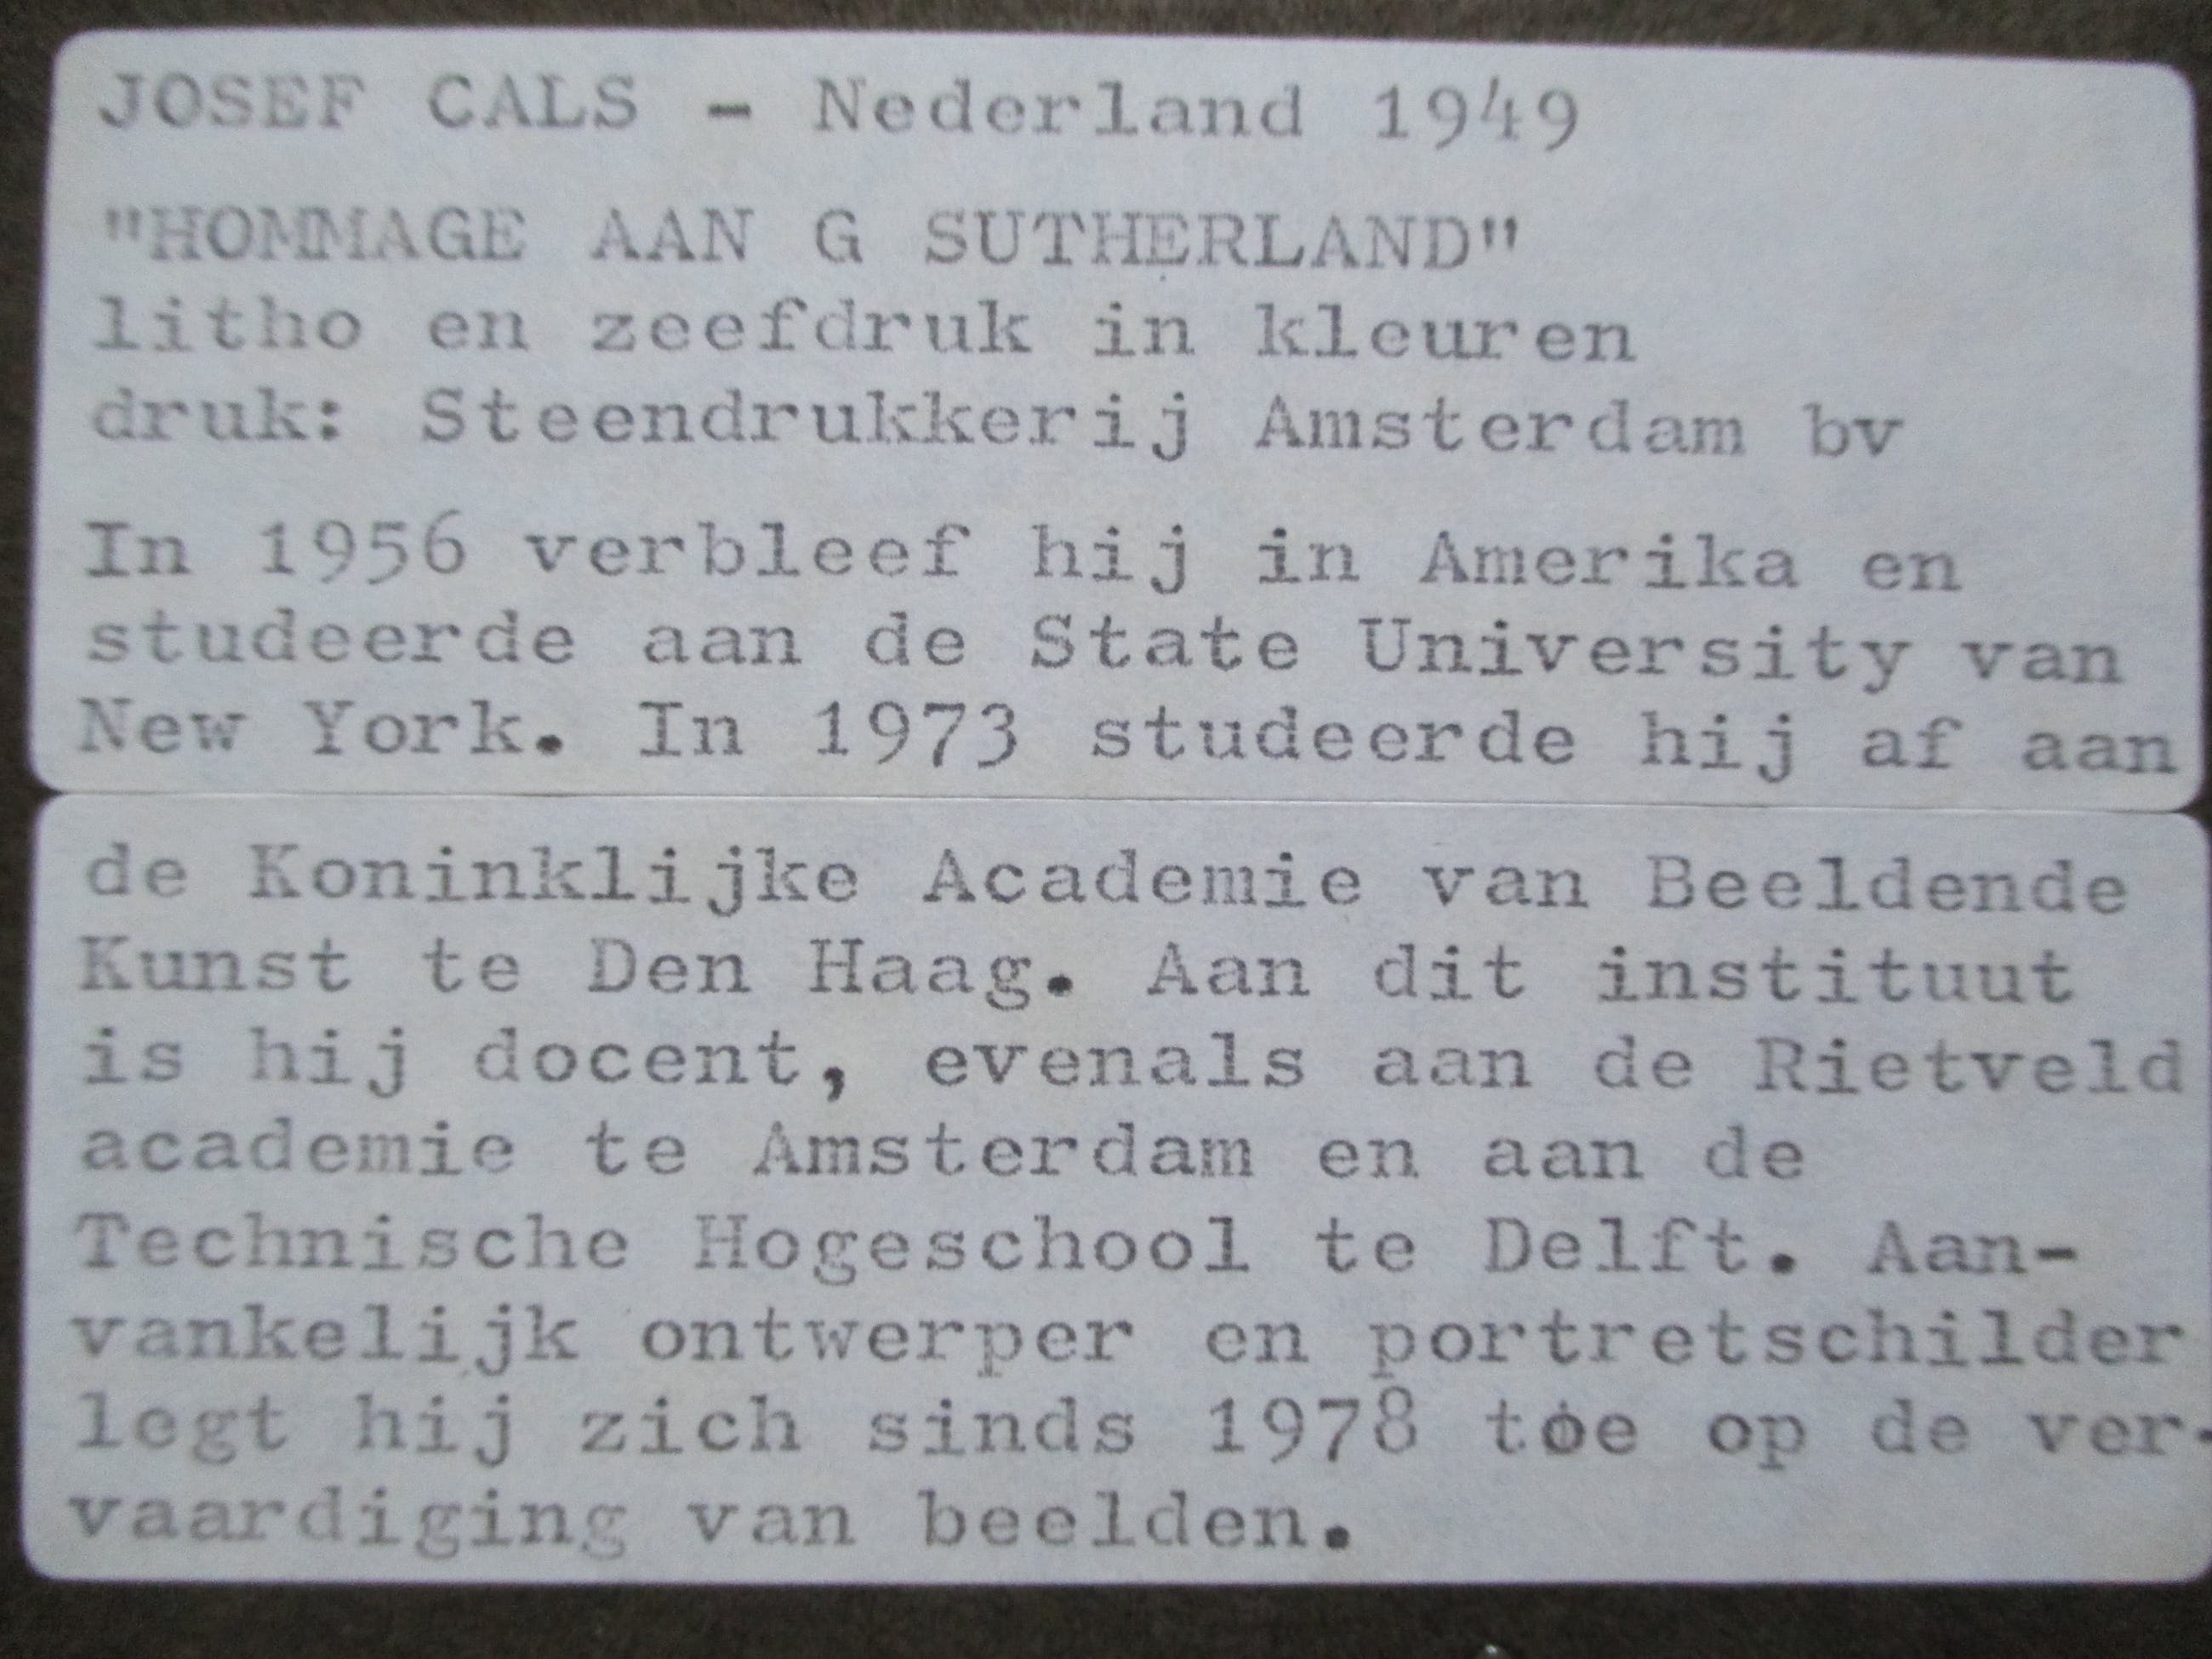 JOSEF CALS - Nederland 1949
"HOMMAGE AAN G SUTHERLAND"
litho en zeefdruk in kleuren
druk: Steendrukkerij Amsterdam bv
In 1956 verbleef hij in Amerika en
studeerde aan de State University van
New York. In 1973 studeerde hij af aan
de Koninklijke Academie van Beeldende
Kunst te Den Haag. Aan dit instituut
is hij docent, evenals aan de Rietveld
academie te Amsterdam en aan de
Technische Hogeschool te Delft. Aan-
vankelijk ontwerper en portretschilder
legt hij zich sinds 1978 toe op de ver-
vaardiging van beelden.